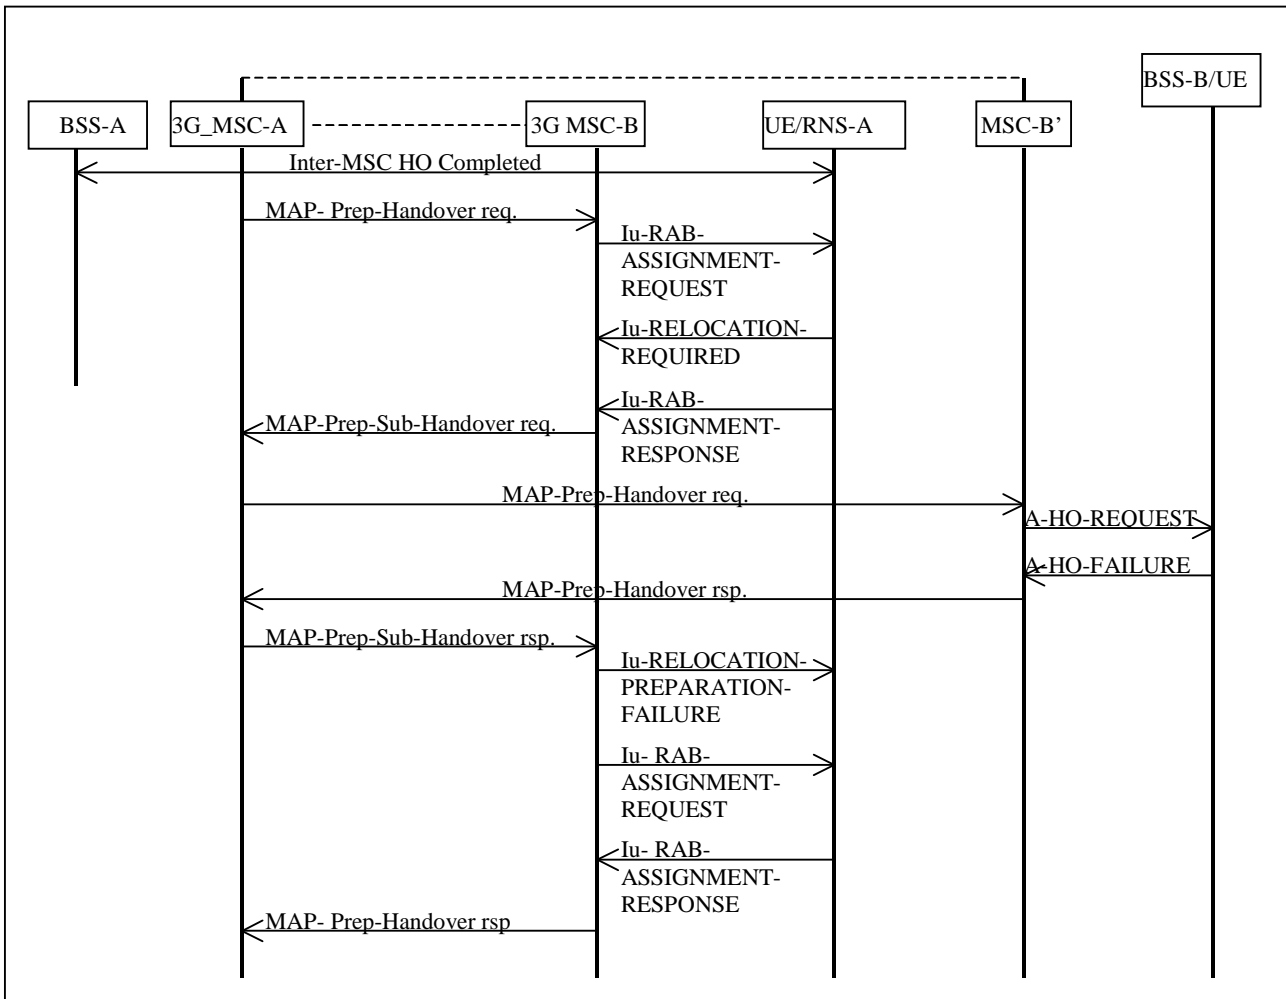 BSS-B/UE
BSS-A
3G_MSC-A
3G MSC-B
UE/RNS-A
MSC-B’
Inter-MSC HO Completed
MAP- Prep-Handover req.
Iu-RAB-
ASSIGNMENT-
REQUEST
Iu-RELOCATION-
REQUIRED
Iu-RAB-
ASSIGNMENT-
RESPONSE
MAP-Prep-Sub-Handover req.
MAP-Prep-Handover req.
A-HO-REQUEST
A-HO-FAILURE
MAP-Prep-Handover rsp.
MAP-Prep-Sub-Handover rsp.
Iu-RELOCATION-
PREPARATION-
FAILURE
Iu- RAB-
ASSIGNMENT-
REQUEST
Iu- RAB-
ASSIGNMENT-
RESPONSE
MAP- Prep-Handover rsp